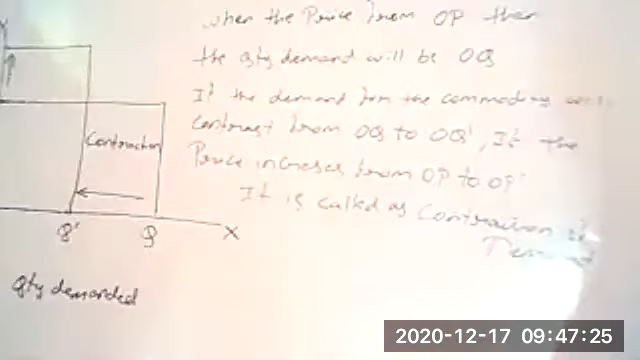 when the Price from OP then
the qty demand will be OQ
If the demand for the commodity
contract from OQ to OQ', If the
Price increases from OP to OP'
It is called as Contraction of
Demand
Contraction
Q' Q X
qty demanded
2020-12-17 09:47:25